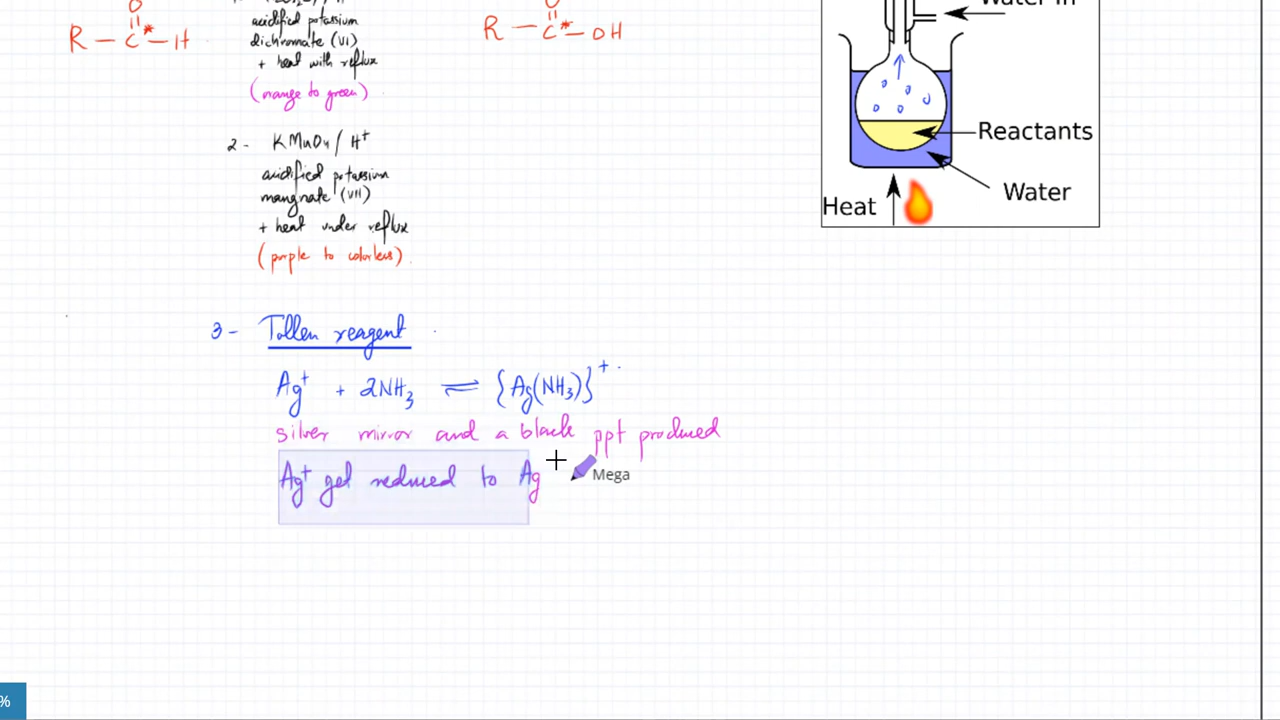 O
R — C* — H
acidified potassium
dichromate (VI)
+ heat with reflux
(orange to green)
O
R — C* — OH
2- KMnO4 / H+
acidified potassium
mangnate (VII)
+ heat under reflux
(purple to colorless)
3- Tollen reagent
Ag+ + 2NH3 ⇌ {Ag(NH3)}+
silver mirror and a black ppt produced
Ag+ get reduced to Ag
Mega
Water in
Reactants
Water
Heat
%